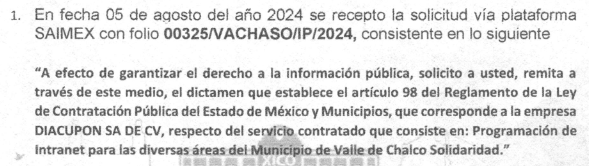 1. En fecha 05 de agosto del año 2024 se recepto la solicitud vía plataforma
SAIMEX con folio 00325/VACHASO/IP/2024, consistente en lo siguiente
“A efecto de garantizar el derecho a la información pública, solicito a usted, remita a
través de este medio, el dictamen que establece el artículo 98 del Reglamento de la Ley
de Contratación Pública del Estado de México y Municipios, que corresponde a la empresa
DIACUPON SA DE CV, respecto del servicio contratado que consiste en: Programación de
Intranet para las diversas áreas del Municipio de Valle de Chalco Solidaridad.”